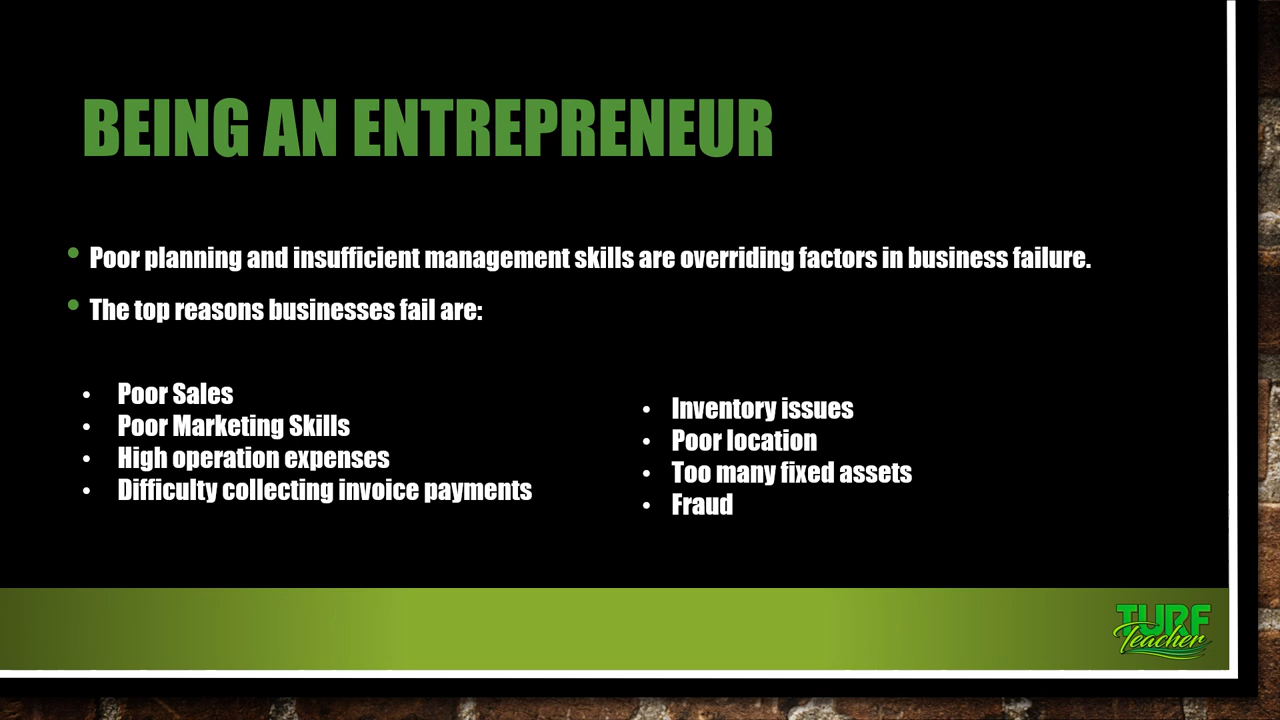 BEING AN ENTREPRENEUR
• Poor planning and insufficient management skills are overriding factors in business failure.
• The top reasons businesses fail are:
• Poor Sales
• Poor Marketing Skills
• High operation expenses
• Difficulty collecting invoice payments
• Inventory issues
• Poor location
• Too many fixed assets
• Fraud
TURF
Teacher